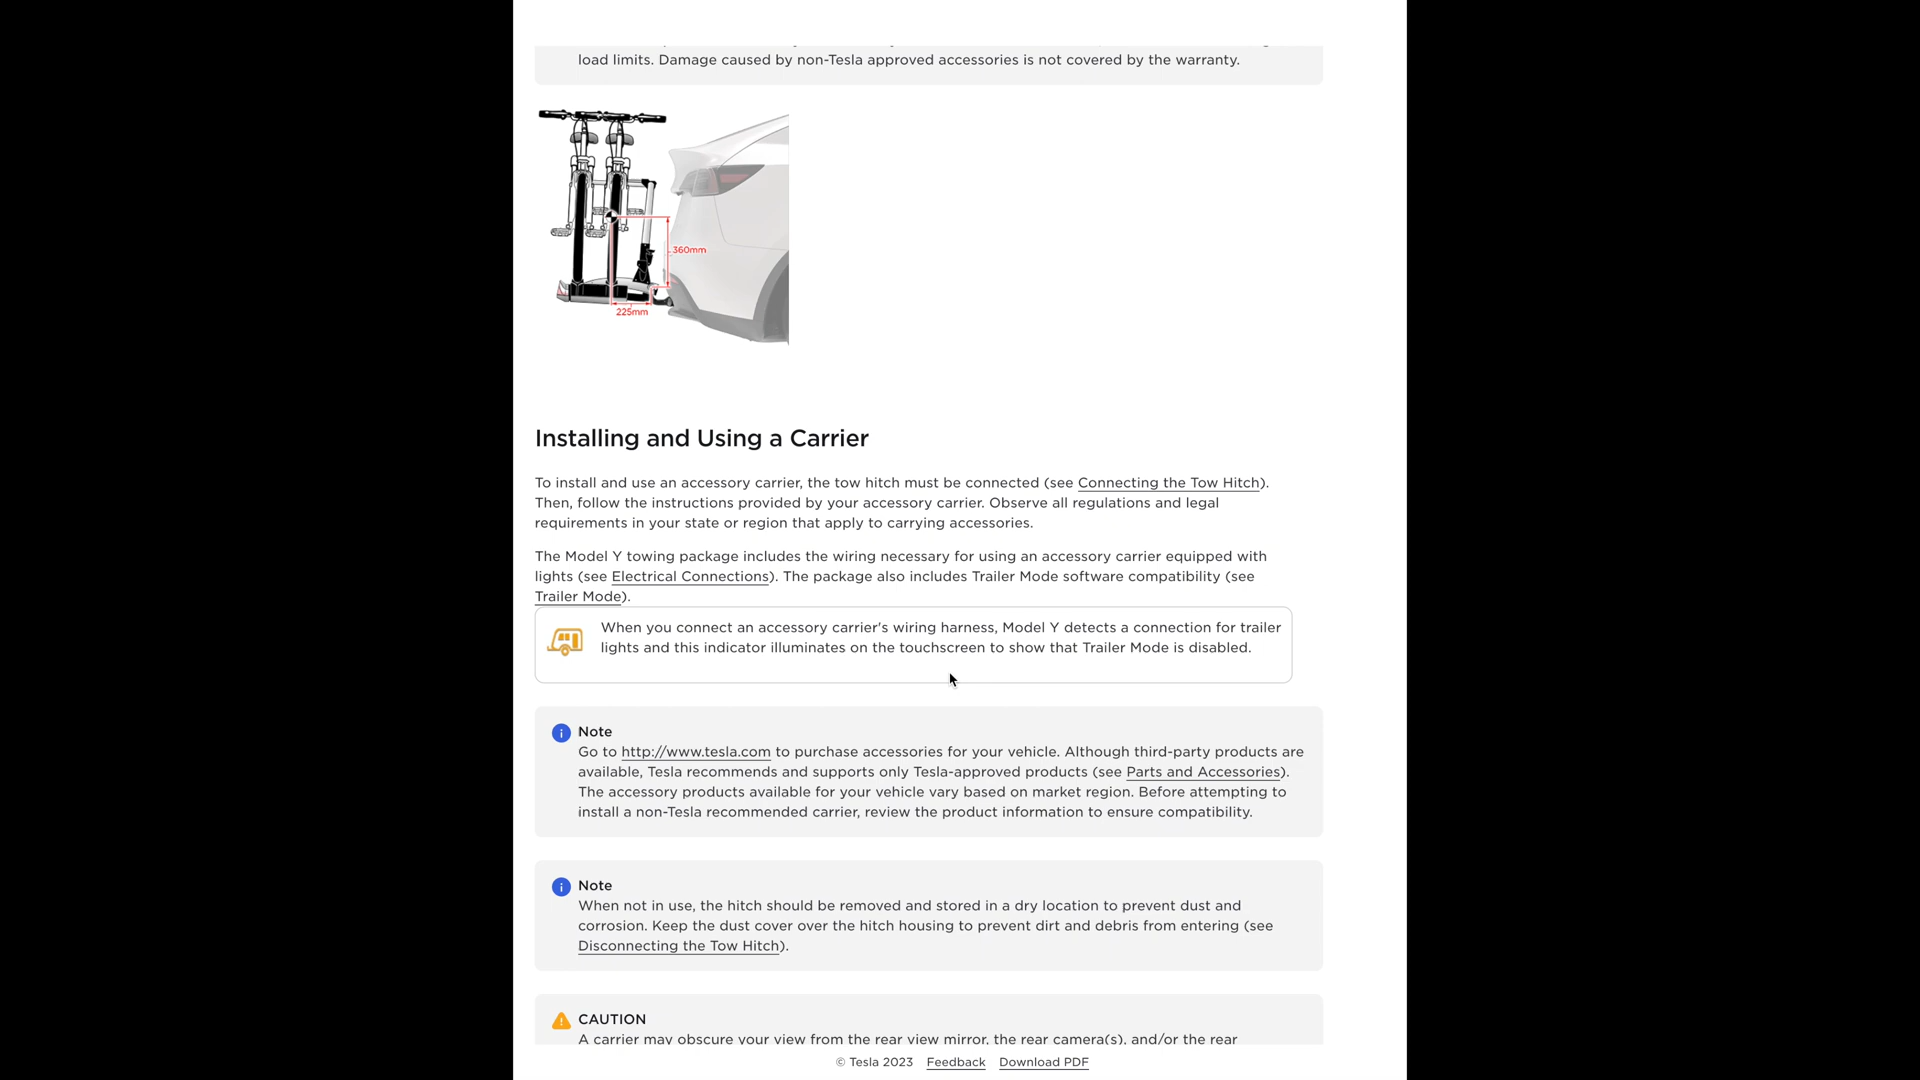 load limits. Damage caused by non-Tesla approved accessories is not covered by the warranty.
360mm
225mm
Installing and Using a Carrier
To install and use an accessory carrier, the tow hitch must be connected (see Connecting the Tow Hitch).
Then, follow the instructions provided by your accessory carrier. Observe all regulations and legal
requirements in your state or region that apply to carrying accessories.
The Model Y towing package includes the wiring necessary for using an accessory carrier equipped with
lights (see Electrical Connections). The package also includes Trailer Mode software compatibility (see
Trailer Mode).
When you connect an accessory carrier's wiring harness, Model Y detects a connection for trailer
lights and this indicator illuminates on the touchscreen to show that Trailer Mode is disabled.
Note
Go to http://www.tesla.com to purchase accessories for your vehicle. Although third-party products are
available, Tesla recommends and supports only Tesla-approved products (see Parts and Accessories).
The accessory products available for your vehicle vary based on market region. Before attempting to
install a non-Tesla recommended carrier, review the product information to ensure compatibility.
Note
When not in use, the hitch should be removed and stored in a dry location to prevent dust and
corrosion. Keep the dust cover over the hitch housing to prevent dirt and debris from entering (see
Disconnecting the Tow Hitch).
CAUTION
A carrier may obscure your view from the rear view mirror, the rear camera(s), and/or the rear
© Tesla 2023 Feedback Download PDF